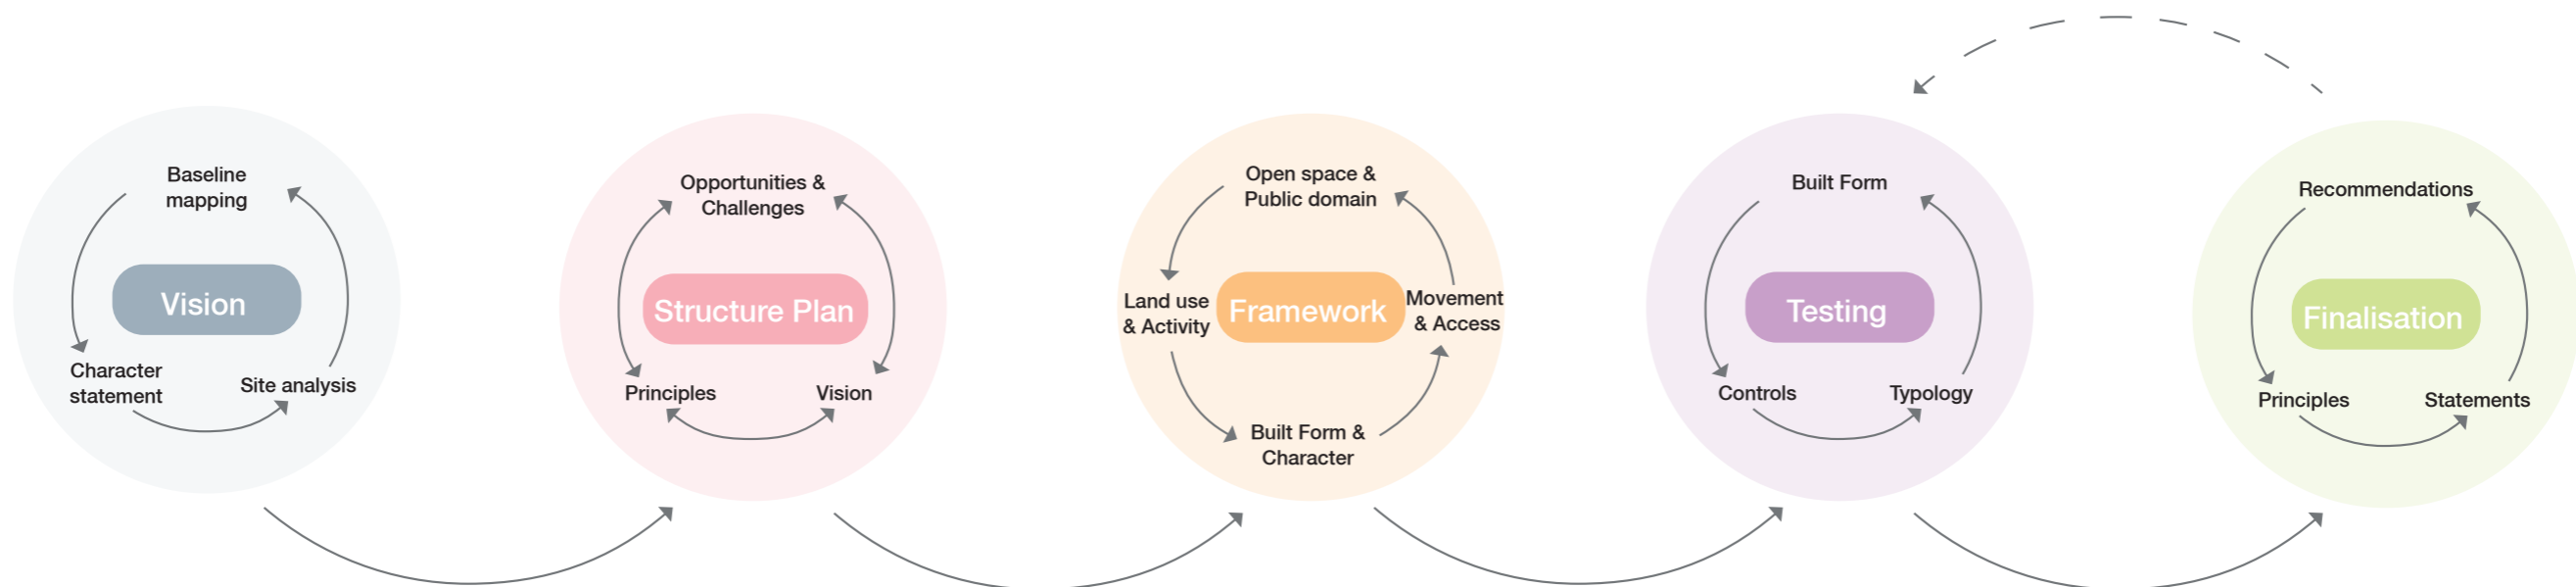 Baseline
mapping
Vision
Character
statement
Site analysis
Opportunities &
Challenges
Structure Plan
Principles
Vision
Open space &
Public domain
Land use
& Activity
Framework
Movement
& Access
Built Form &
Character
Built Form
Testing
Controls
Typology
Recommendations
Finalisation
Principles
Statements